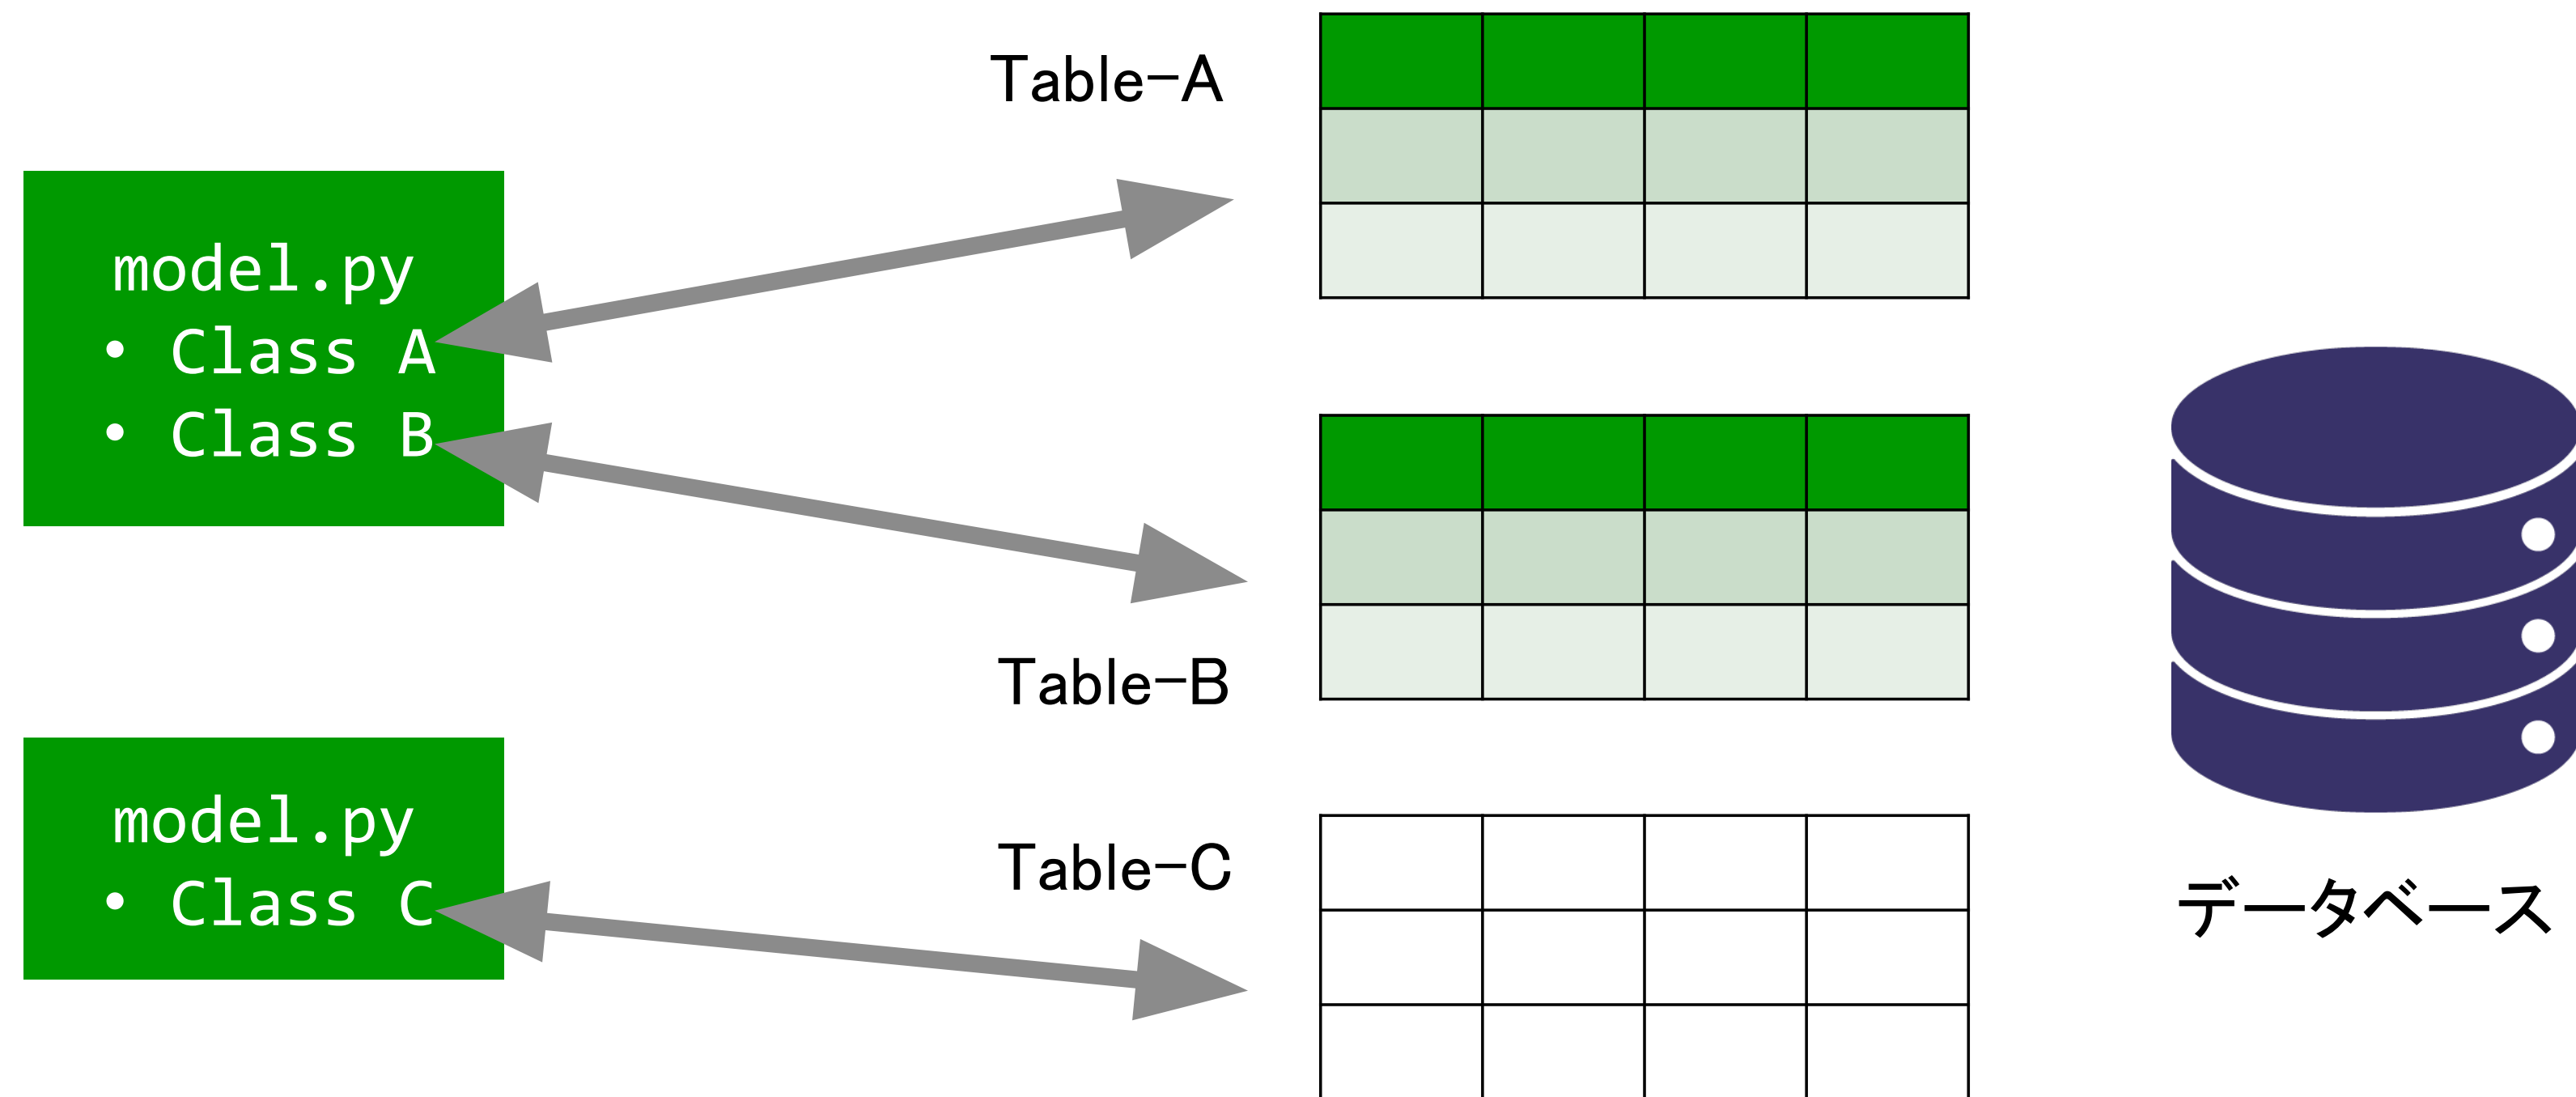 Table-A
model.py
• Class A
• Class B
Table-B
model.py
• Class C
Table-C
データベース